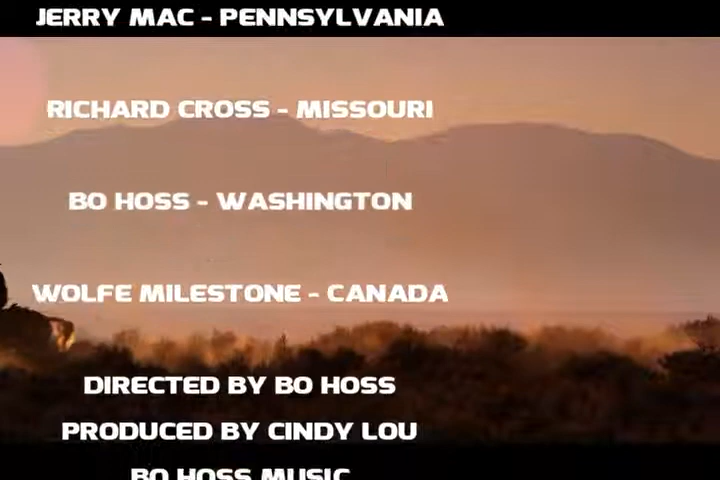 JERRY MAC - PENNSYLVANIA
RICHARD CROSS - MISSOURI
BO HOSS - WASHINGTON
WOLFE MILESTONE - CANADA
DIRECTED BY BO HOSS
PRODUCED BY CINDY LOU
BO HOSS MUSIC